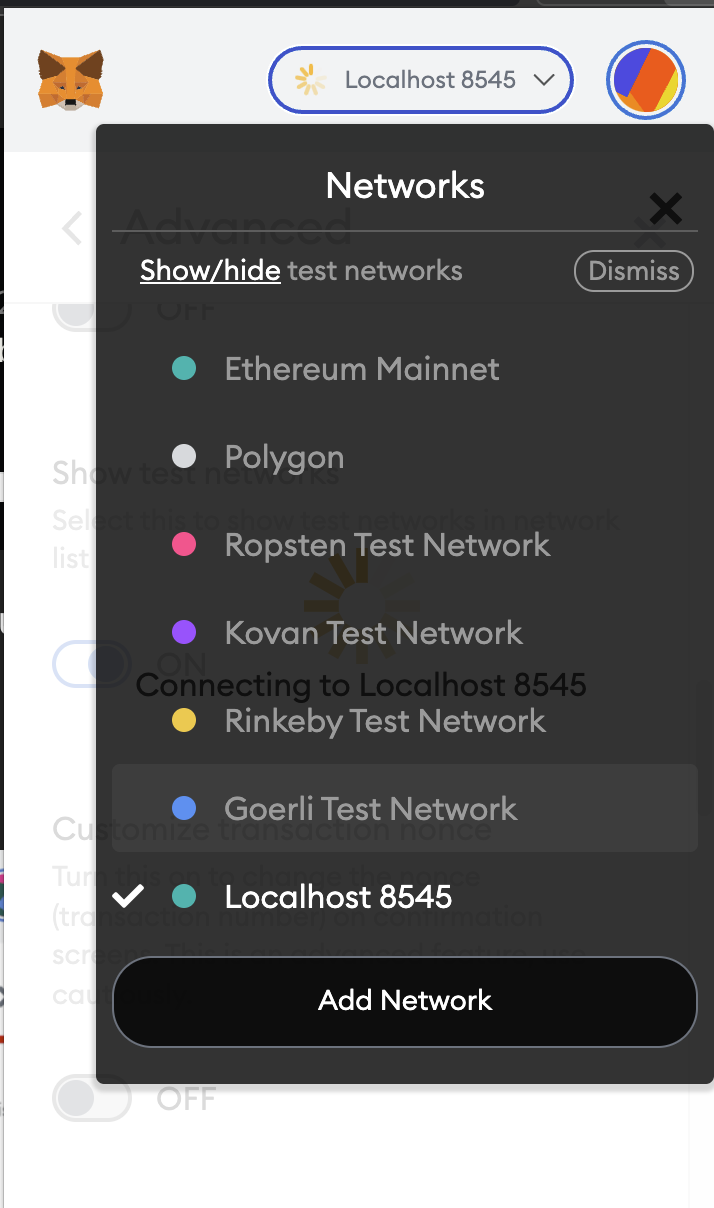 Localhost 8545
Networks
Advanced
Show/hide test networks
Dismiss
OFF
Ethereum Mainnet
Polygon
Show test networks
Select this to show test networks in network
list
Ropsten Test Network
Kovan Test Network
ON
Connecting to Localhost 8545
Rinkeby Test Network
Goerli Test Network
Customize transaction nonce
Turn this on to change the nonce
Localhost 8545
(transaction number) on confirmation
screens. This is an advanced feature, use
Add Network
OFF